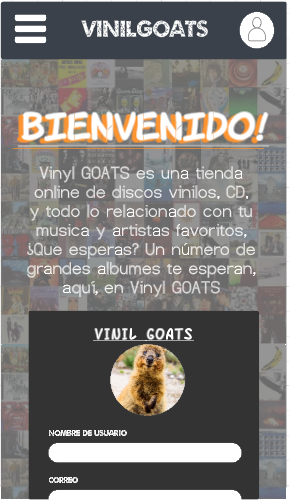 VINILGOATS
BIENVENIDO!
Vinyl GOATS es una tienda
online de discos vinilos, CD,
y todo lo relacionado con tu
musica y artistas favoritos,
¿Que esperas? Un número de
grandes albumes te esperan,
aquí, en Vinyl GOATS
VINIL GOATS
NOMBRE DE USUARIO
CORREO